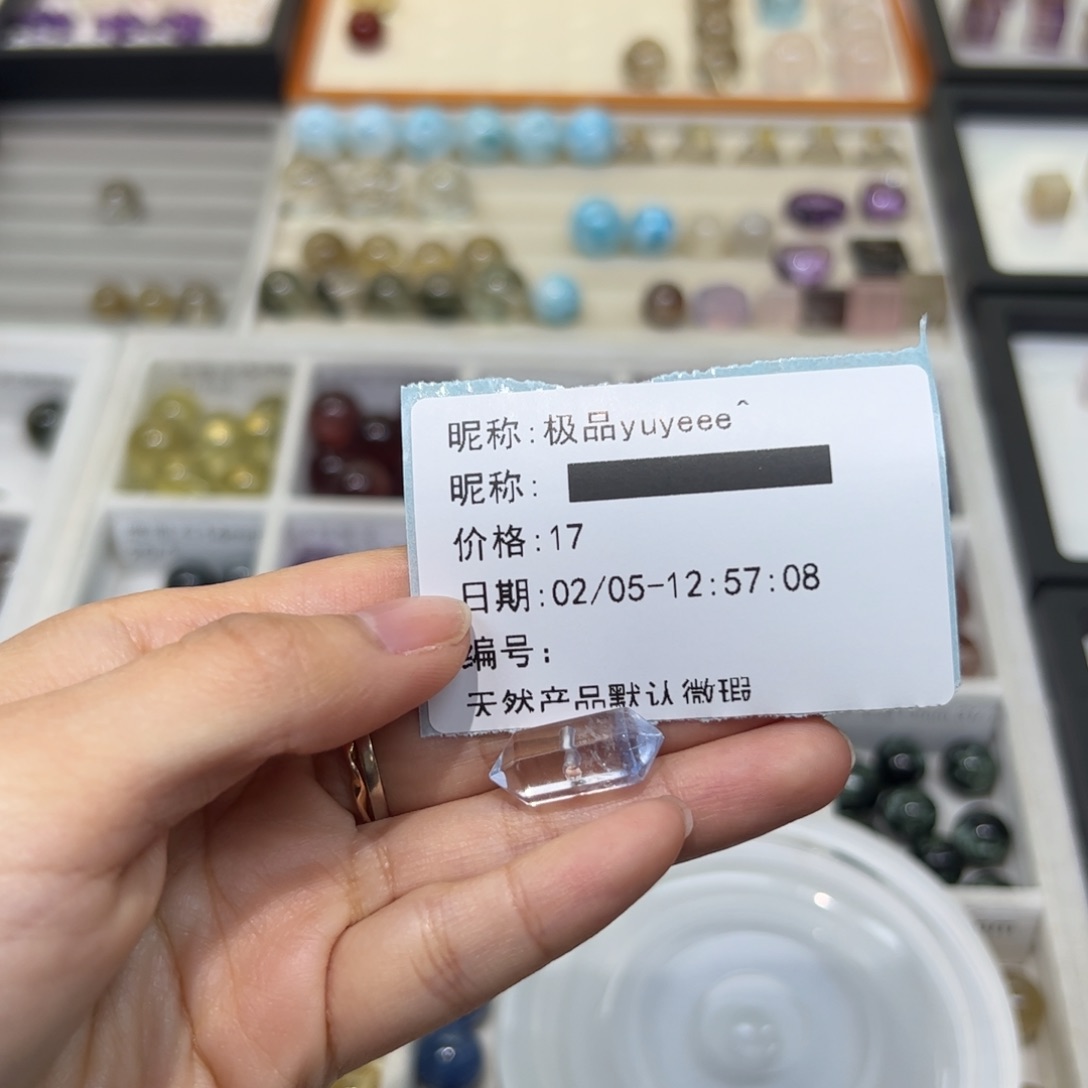 昵称:极品yuyeee^
昵称:
价格:17
日期:02/05-12:57:08
编号:
天然产品默认微瑕